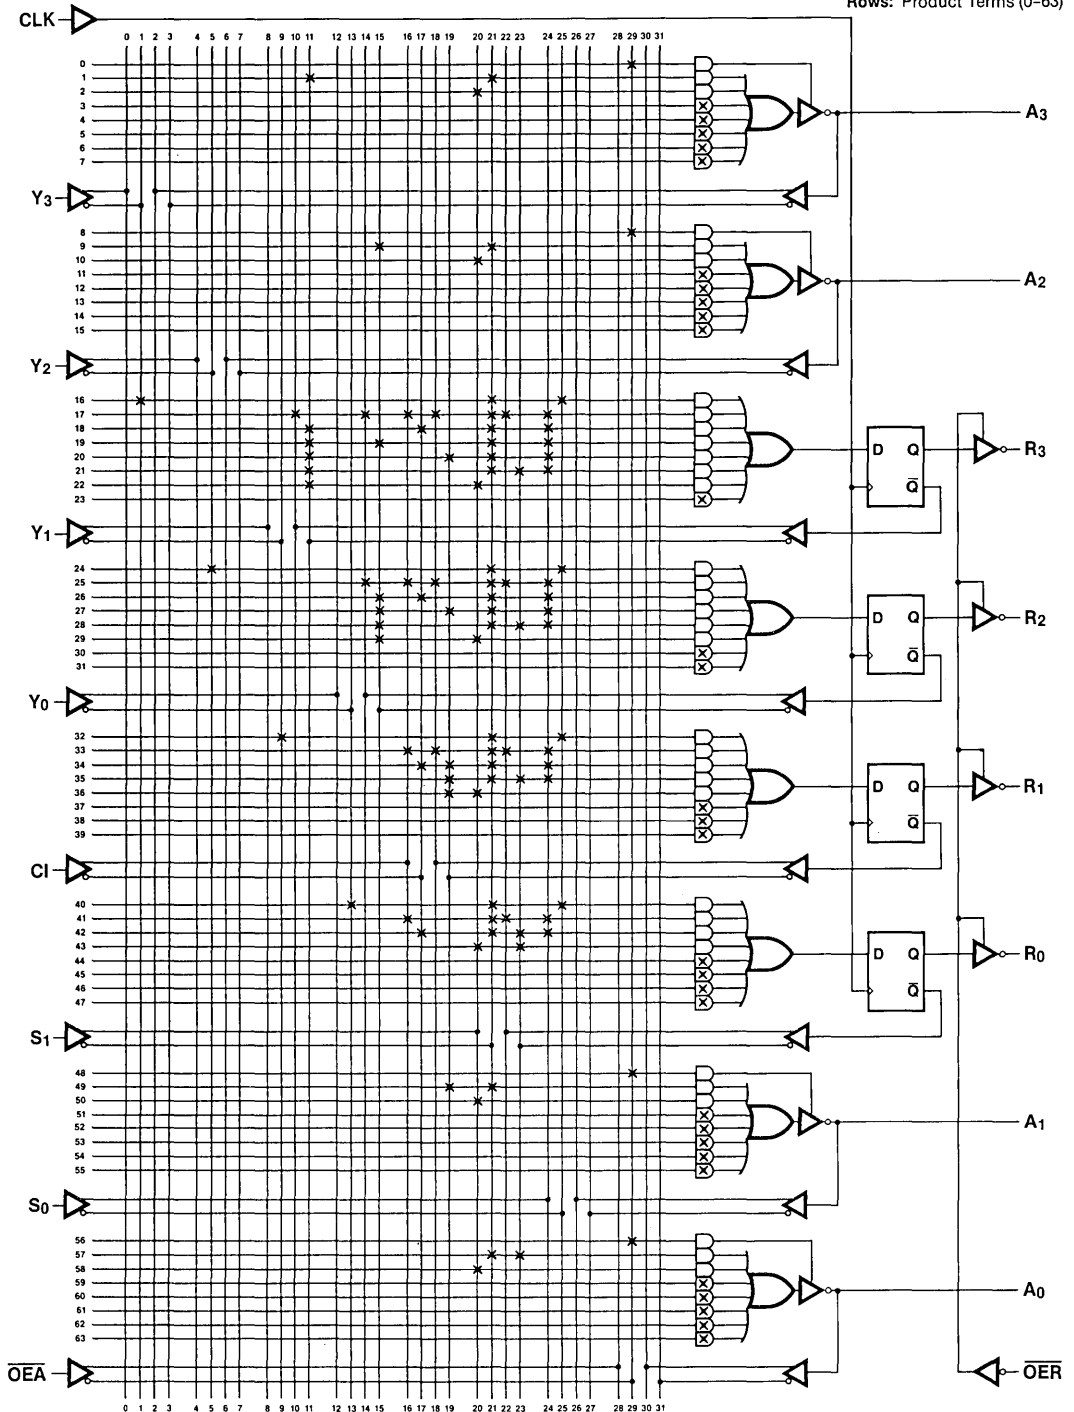 Rows: Product Terms (0–63)
CLK
0 1 2 3 4 5 6 7 8 9 10 11 12 13 14 15 16 17 18 19 20 21 22 23 24 25 26 27 28 29 30 31
0
1
2
3
4
5
6
7
A3
Y3
8
9
10
11
12
13
14
15
A2
Y2
16
17
18
19
20
21
22
23
D Q
Q̅
R3
Y1
24
25
26
27
28
29
30
31
D Q
Q̅
R2
Y0
32
33
34
35
36
37
38
39
D Q
Q̅
R1
CI
40
41
42
43
44
45
46
47
D Q
Q̅
R0
S1
48
49
50
51
52
53
54
55
A1
S0
56
57
58
59
60
61
62
63
A0
O̅E̅A̅
O̅E̅R̅
0 1 2 3 4 5 6 7 8 9 10 11 12 13 14 15 16 17 18 19 20 21 22 23 24 25 26 27 28 29 30 31